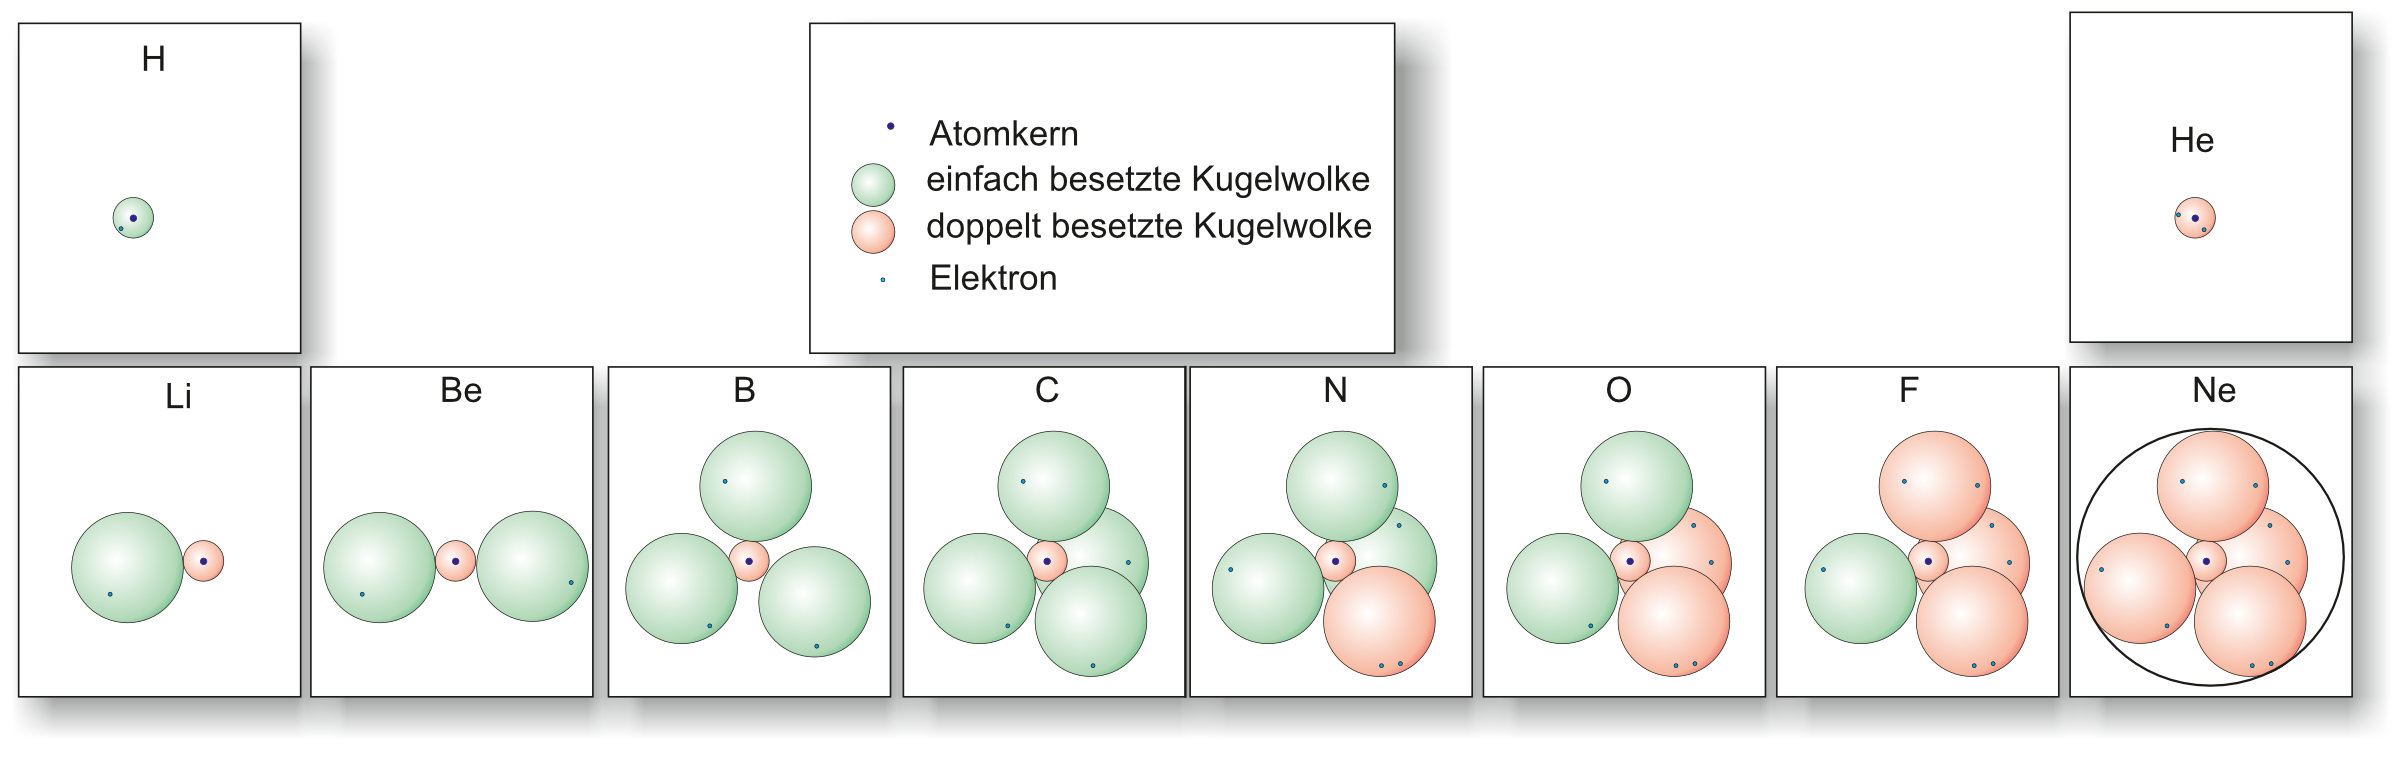 H
He
Atomkern
einfach besetzte Kugelwolke
doppelt besetzte Kugelwolke
Elektron
Li
Be
B
C
N
O
F
Ne